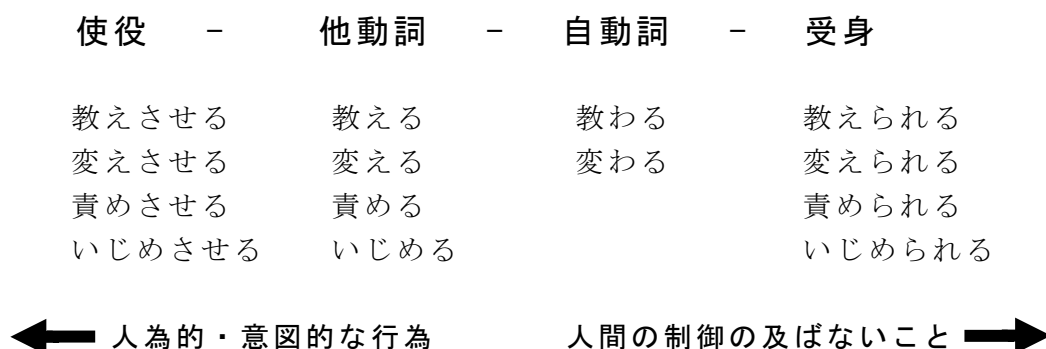 使役 － 他動詞 － 自動詞 － 受身
教えさせる 教える 教わる 教えられる
変えさせる 変える 変わる 変えられる
責めさせる 責める 責められる
いじめさせる いじめる いじめられる
人為的・意図的な行為 人間の制御の及ばないこと